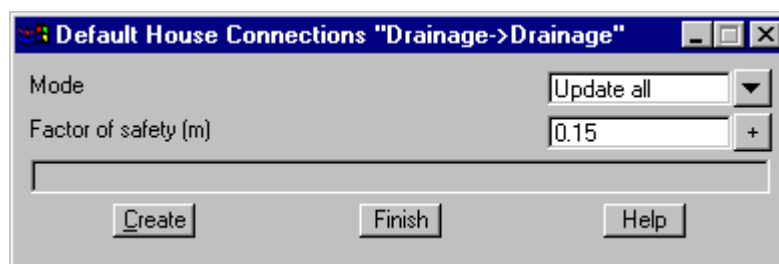 Default House Connections "Drainage->Drainage"
Mode Update all
Factor of safety (m) 0.15 +
Create Finish Help